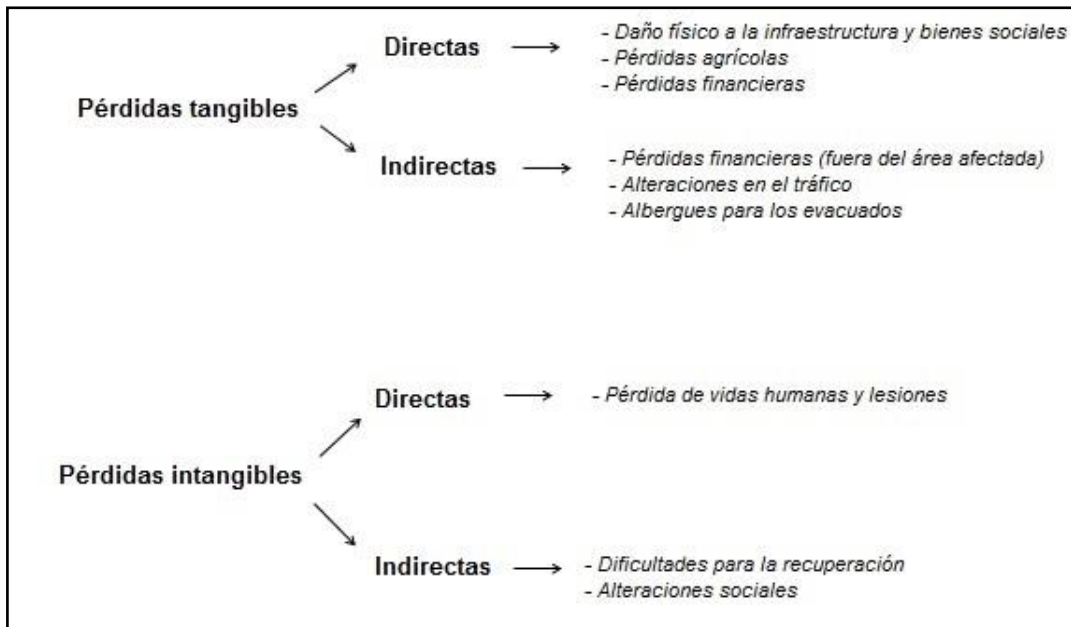 Directas
- Daño físico a la infraestructura y bienes sociales
- Pérdidas agrícolas
- Pérdidas financieras
Pérdidas tangibles
Indirectas
- Pérdidas financieras (fuera del área afectada)
- Alteraciones en el tráfico
- Albergues para los evacuados
Directas
- Pérdida de vidas humanas y lesiones
Pérdidas intangibles
Indirectas
- Dificultades para la recuperación
- Alteraciones sociales